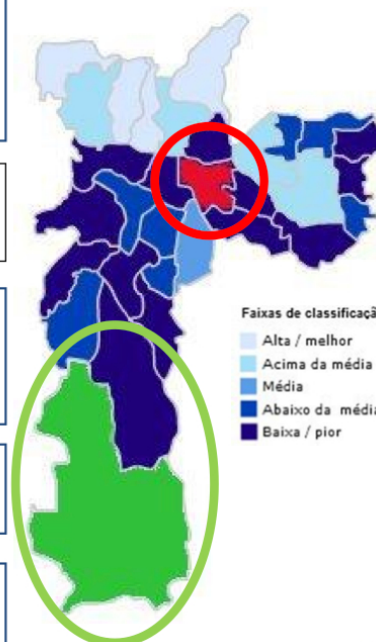 Faixas de classificaçã
Alta / melhor
Acima da média
Média
Abaixo da média
Baixa / pior